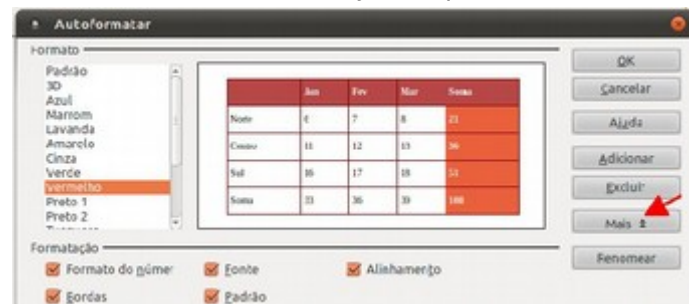 Autoformatar
Formato
Padrão
3D
Azul
Marrom
Lavanda
Amarelo
Cinza
Verde
Vermelho
Preto 1
Preto 2
Jan Fev Mar Soma
Norte 6 7 8 21
Centro 11 12 13 36
Sul 16 17 18 51
Soma 33 36 39 108
OK
Cancelar
Ajuda
Adicionar
Excluir
Mais
Renomear
Formatação
Formato do númer
Fonte
Alinhamento
Bordas
Padrão